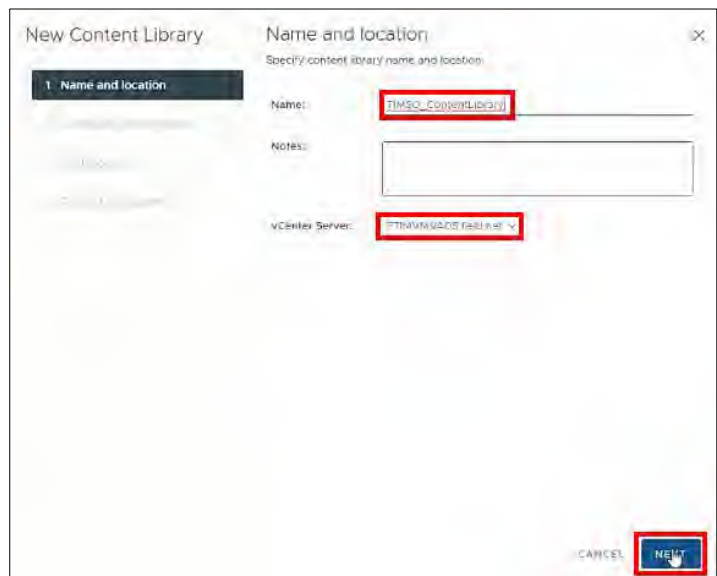 New Content Library
1 Name and location
Name and location
Specify content library name and location.
Name:
TIMSO_ContentLibrary
Notes:
vCenter Server:
CANCEL
NEXT